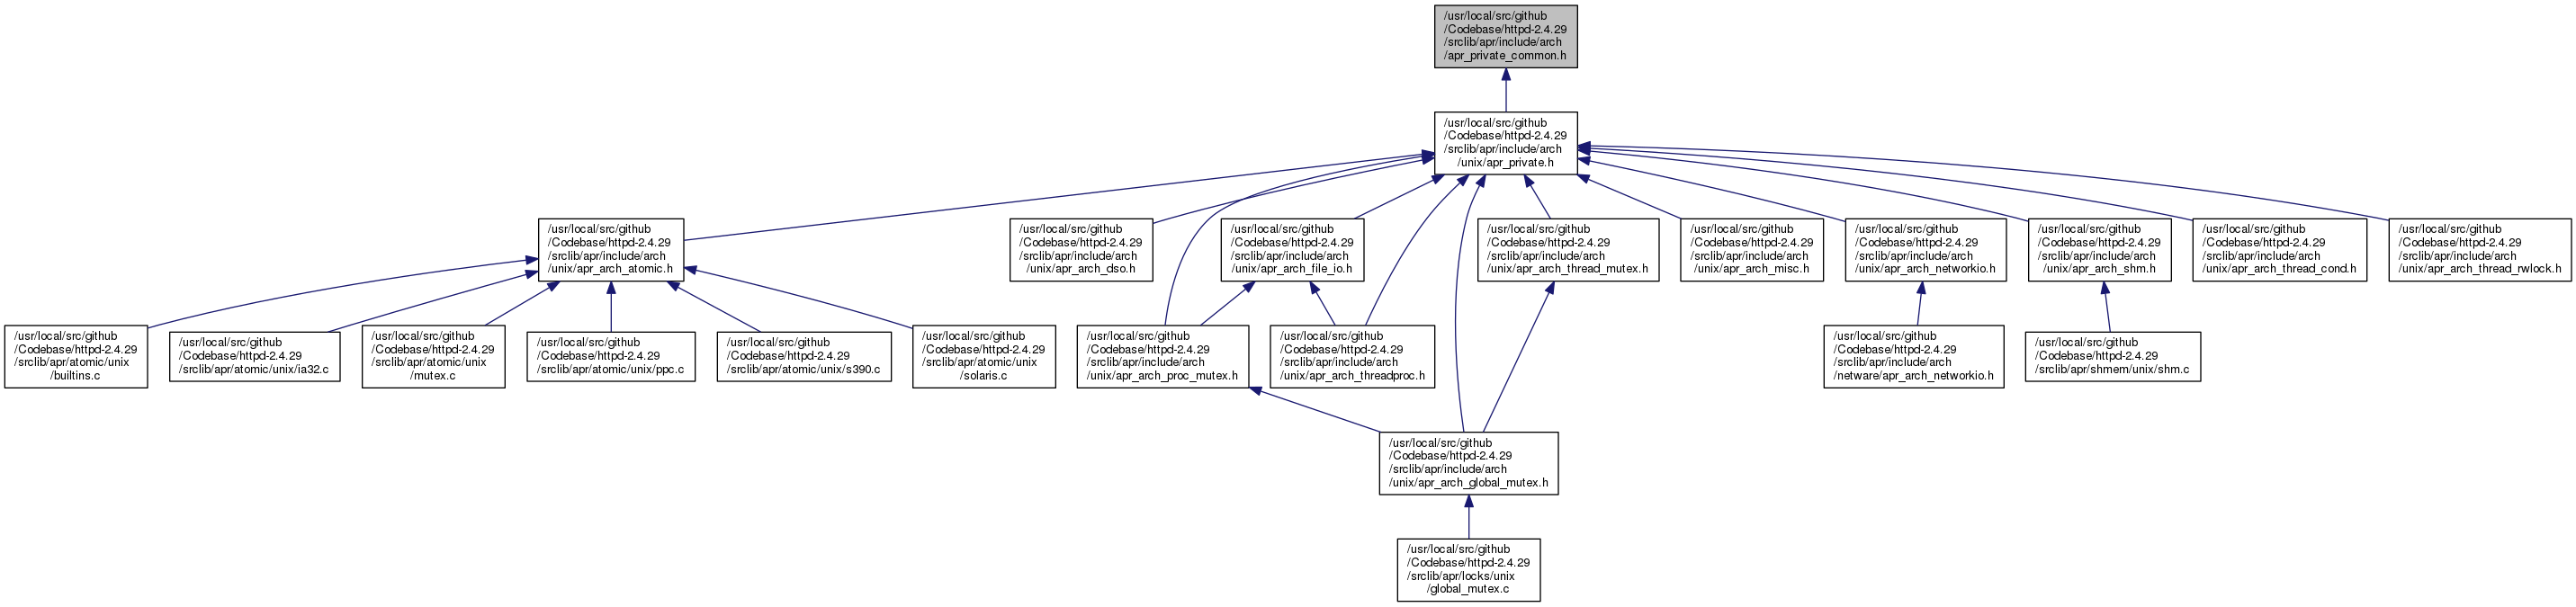 /usr/local/src/github
/Codebase/httpd-2.4.29
/srclib/apr/include/arch
/apr_private_common.h
/usr/local/src/github
/Codebase/httpd-2.4.29
/srclib/apr/include/arch
/unix/apr_private.h
/usr/local/src/github
/Codebase/httpd-2.4.29
/srclib/apr/include/arch
/unix/apr_arch_atomic.h
/usr/local/src/github
/Codebase/httpd-2.4.29
/srclib/apr/include/arch
/unix/apr_arch_dso.h
/usr/local/src/github
/Codebase/httpd-2.4.29
/srclib/apr/include/arch
/unix/apr_arch_file_io.h
/usr/local/src/github
/Codebase/httpd-2.4.29
/srclib/apr/include/arch
/unix/apr_arch_thread_mutex.h
/usr/local/src/github
/Codebase/httpd-2.4.29
/srclib/apr/include/arch
/unix/apr_arch_misc.h
/usr/local/src/github
/Codebase/httpd-2.4.29
/srclib/apr/include/arch
/unix/apr_arch_networkio.h
/usr/local/src/github
/Codebase/httpd-2.4.29
/srclib/apr/include/arch
/unix/apr_arch_shm.h
/usr/local/src/github
/Codebase/httpd-2.4.29
/srclib/apr/include/arch
/unix/apr_arch_thread_cond.h
/usr/local/src/github
/Codebase/httpd-2.4.29
/srclib/apr/include/arch
/unix/apr_arch_thread_rwlock.h
/usr/local/src/github
/Codebase/httpd-2.4.29
/srclib/apr/atomic/unix
/builtins.c
/usr/local/src/github
/Codebase/httpd-2.4.29
/srclib/apr/atomic/unix/ia32.c
/usr/local/src/github
/Codebase/httpd-2.4.29
/srclib/apr/atomic/unix
/mutex.c
/usr/local/src/github
/Codebase/httpd-2.4.29
/srclib/apr/atomic/unix/ppc.c
/usr/local/src/github
/Codebase/httpd-2.4.29
/srclib/apr/atomic/unix/s390.c
/usr/local/src/github
/Codebase/httpd-2.4.29
/srclib/apr/atomic/unix
/solaris.c
/usr/local/src/github
/Codebase/httpd-2.4.29
/srclib/apr/include/arch
/unix/apr_arch_proc_mutex.h
/usr/local/src/github
/Codebase/httpd-2.4.29
/srclib/apr/include/arch
/unix/apr_arch_threadproc.h
/usr/local/src/github
/Codebase/httpd-2.4.29
/srclib/apr/include/arch
/netware/apr_arch_networkio.h
/usr/local/src/github
/Codebase/httpd-2.4.29
/srclib/apr/shmem/unix/shm.c
/usr/local/src/github
/Codebase/httpd-2.4.29
/srclib/apr/include/arch
/unix/apr_arch_global_mutex.h
/usr/local/src/github
/Codebase/httpd-2.4.29
/srclib/apr/locks/unix
/global_mutex.c